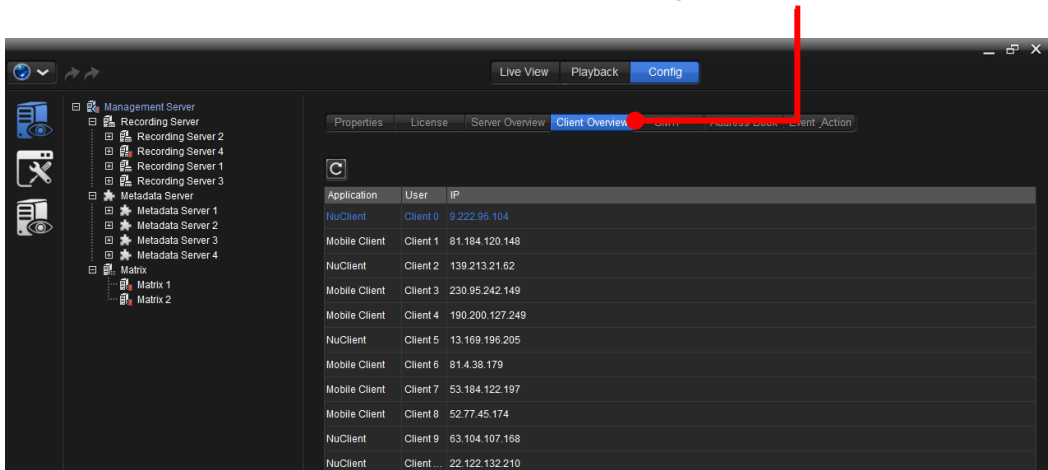 Live View Playback Config
Management Server
Recording Server
Recording Server 2
Recording Server 4
Recording Server 1
Recording Server 3
Metadata Server
Metadata Server 1
Metadata Server 2
Metadata Server 3
Metadata Server 4
Matrix
Matrix 1
Matrix 2
Properties License Server Overview Client Overview Book Event_Action
Application User IP
NuClient Client 0 9.222.96.104
Mobile Client Client 1 81.184.120.148
NuClient Client 2 139.213.21.62
Mobile Client Client 3 230.95.242.149
Mobile Client Client 4 190.200.127.249
NuClient Client 5 13.169.196.205
Mobile Client Client 6 81.4.38.179
Mobile Client Client 7 53.184.122.197
Mobile Client Client 8 52.77.45.174
NuClient Client 9 63.104.107.168
NuClient Client ... 22.122.132.210